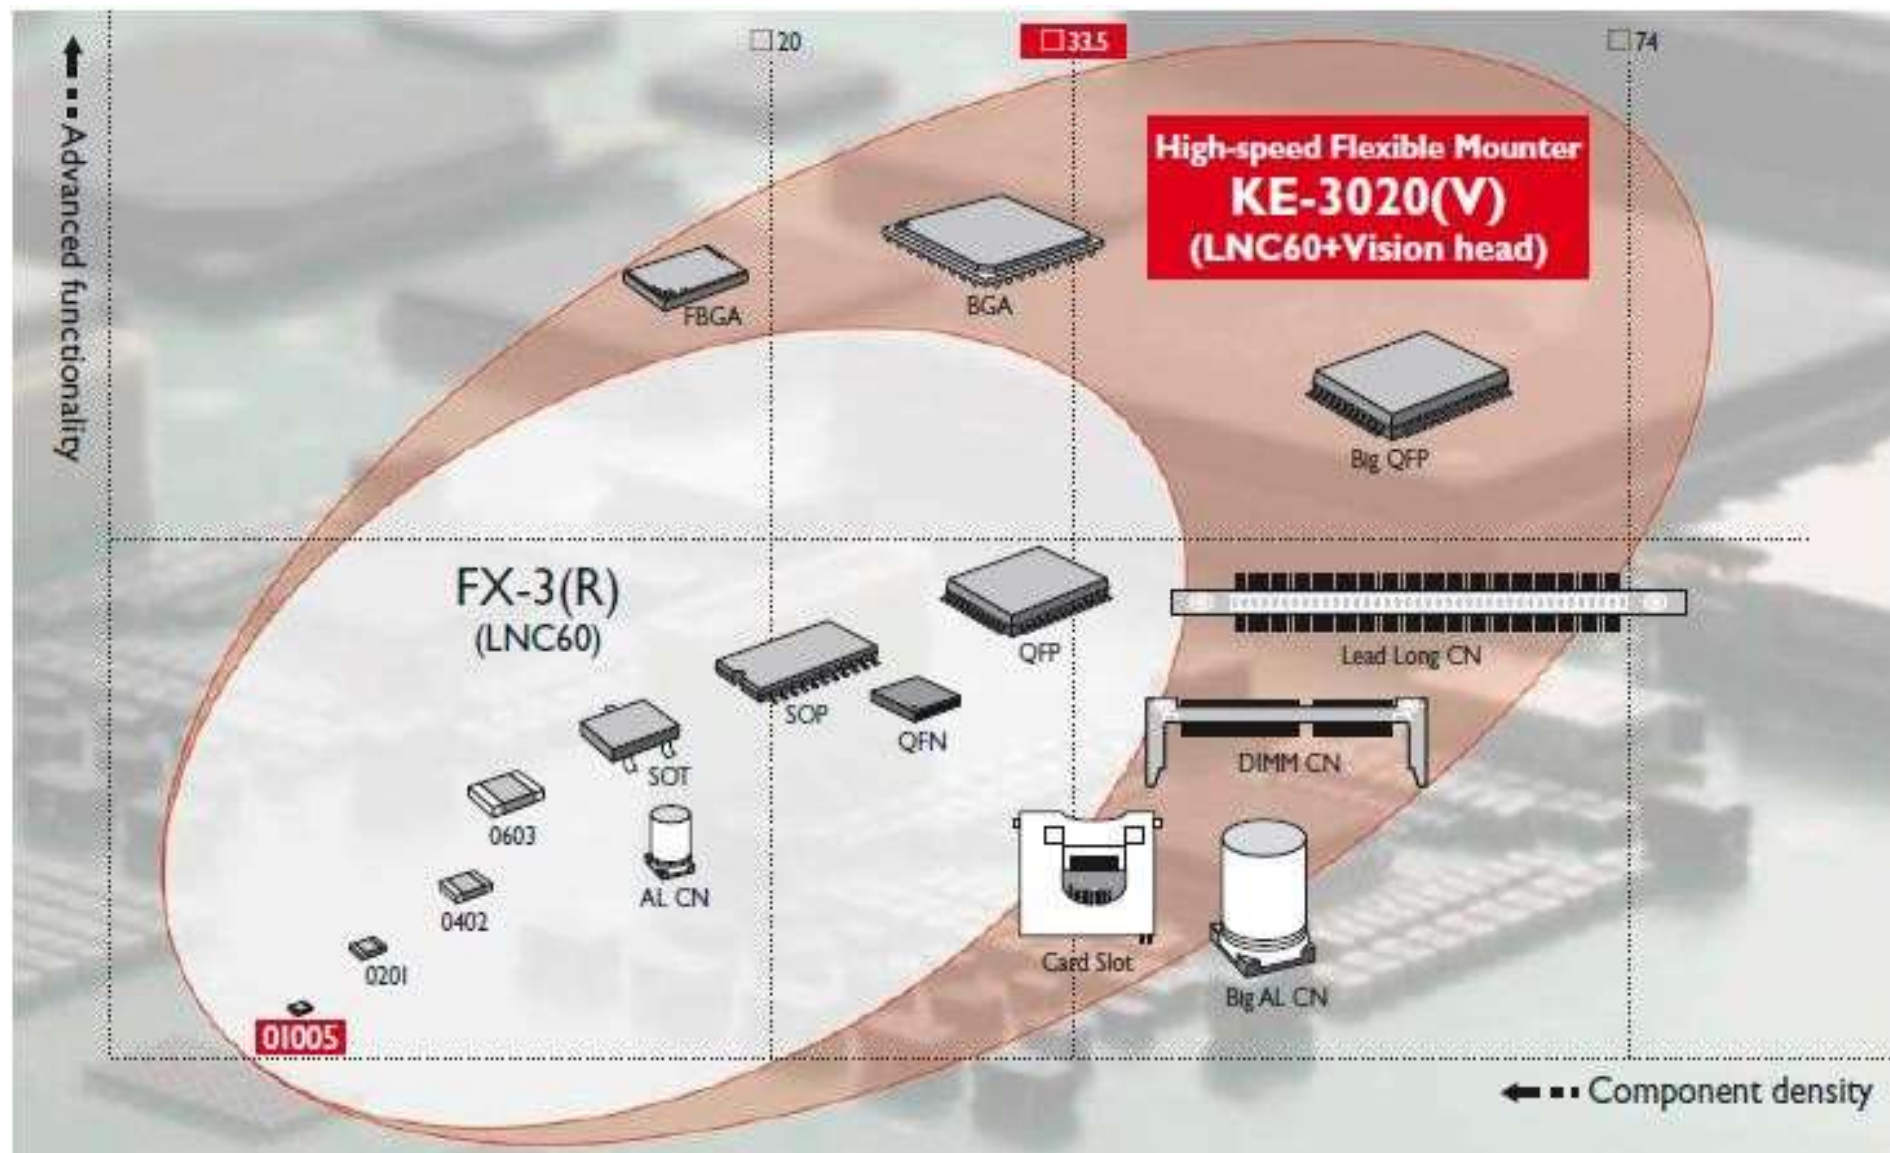 □20
□33.5
□74
Advanced functionality
High-speed Flexible Mounter
KE-3020(V)
(LNC60+Vision head)
FBGA
BGA
Big QFP
FX-3(R)
(LNC60)
QFP
Lead Long CN
SOP
QFN
SOT
DIMM CN
0603
AL CN
0402
Card Slot
0201
Big AL CN
01005
Component density